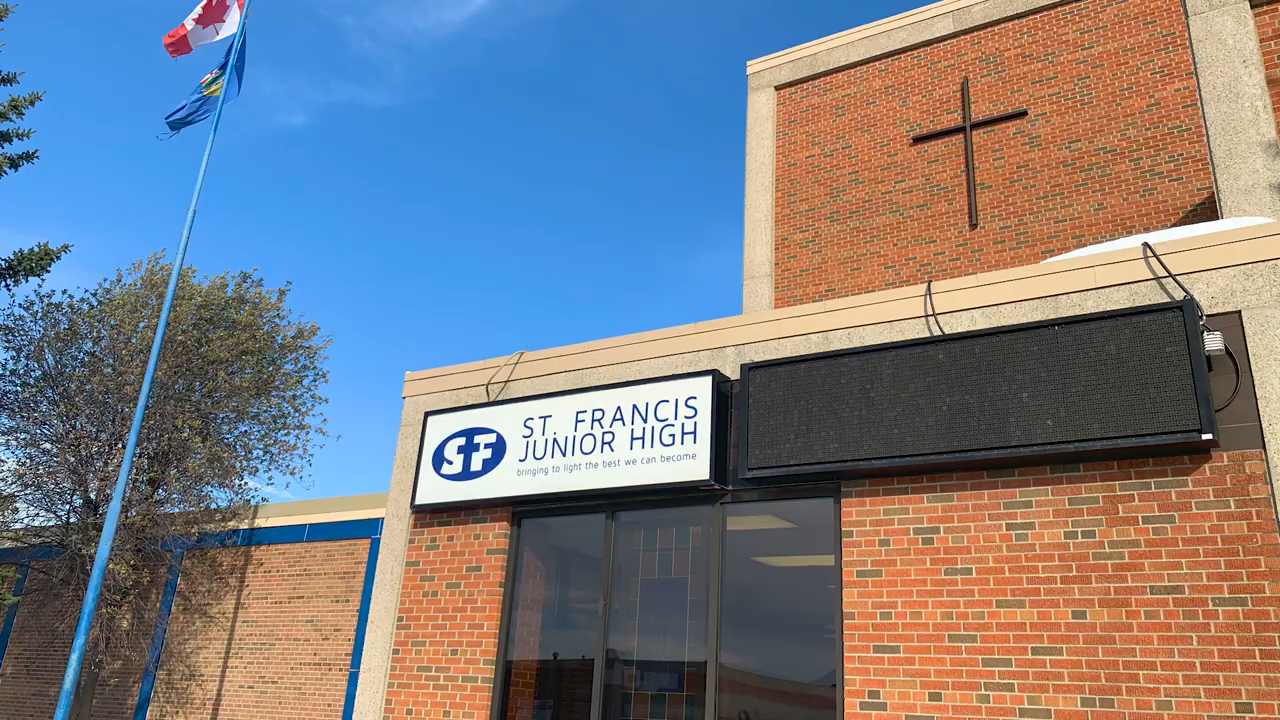 SF
ST. FRANCIS
JUNIOR HIGH
bringing to light the best we can become